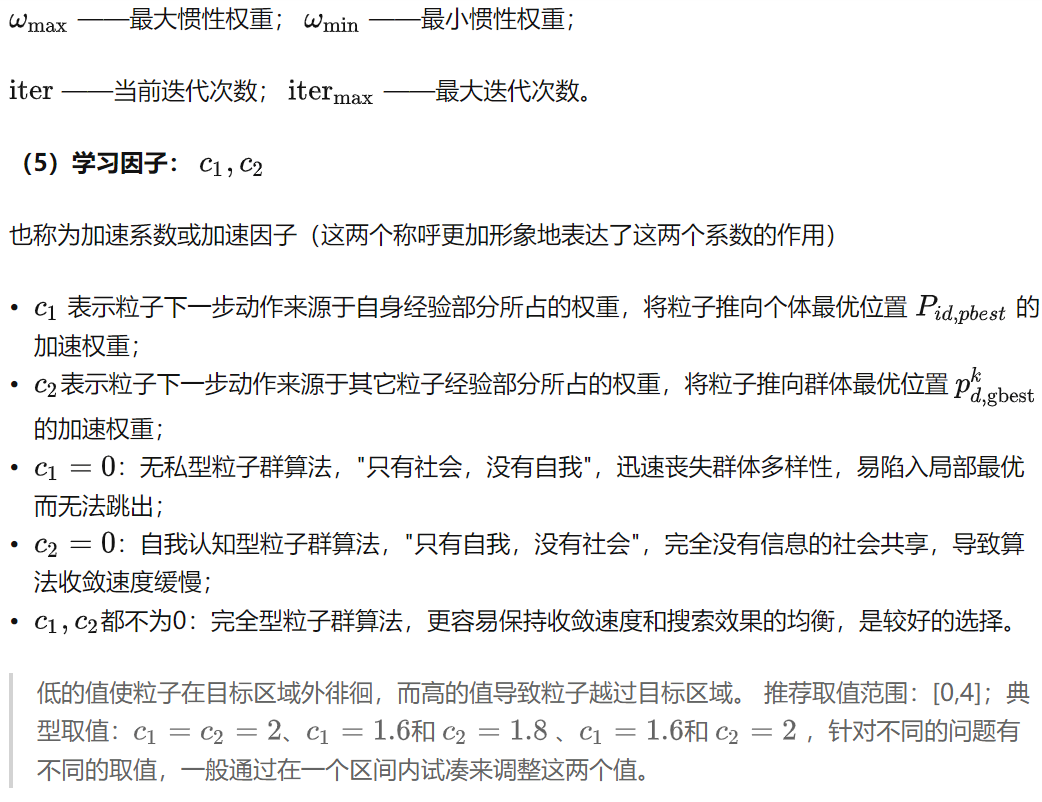 ω_max ——最大惯性权重； ω_min ——最小惯性权重；
iter ——当前迭代次数； iter_max ——最大迭代次数。
（5）学习因子： c_1, c_2
也称为加速系数或加速因子（这两个称呼更加形象地表达了这两个系数的作用）
• c_1 表示粒子下一步动作来源于自身经验部分所占的权重，将粒子推向个体最优位置 P_{id,pbest} 的
加速权重；
• c_2表示粒子下一步动作来源于其它粒子经验部分所占的权重，将粒子推向群体最优位置 p^k_{d,gbest}
的加速权重；
• c_1 = 0：无私型粒子群算法，"只有社会，没有自我"，迅速丧失群体多样性，易陷入局部最优
而无法跳出；
• c_2 = 0：自我认知型粒子群算法，"只有自我，没有社会"，完全没有信息的社会共享，导致算
法收敛速度缓慢；
• c_1, c_2都不为0：完全型粒子群算法，更容易保持收敛速度和搜索效果的均衡，是较好的选择。
低的值使粒子在目标区域外徘徊，而高的值导致粒子越过目标区域。 推荐取值范围：[0,4]；典
型取值：c_1 = c_2 = 2、c_1 = 1.6和 c_2 = 1.8 、c_1 = 1.6和 c_2 = 2 ，针对不同的问题有
不同的取值，一般通过在一个区间内试凑来调整这两个值。